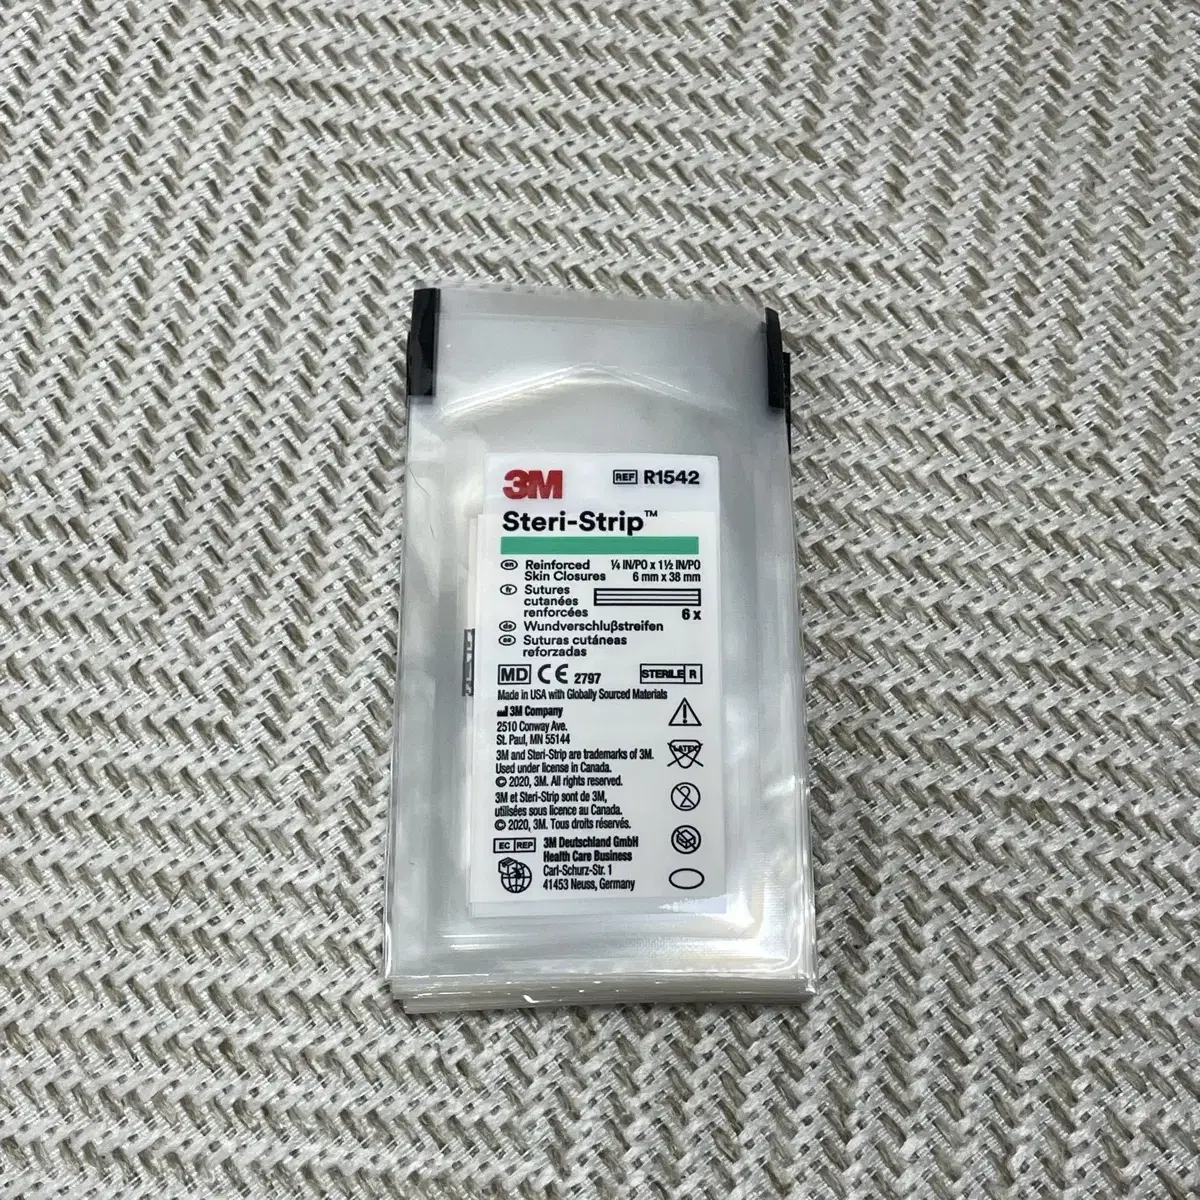 3M
REF R1542
Steri-Strip™
en Reinforced Skin Closures
¼ IN/PO x 1½ IN/PO
6 mm x 38 mm
fr Sutures cutanées renforcées
6 x
de Wundverschlußstreifen
es Suturas cutáneas reforzadas
MD CE 2797
STERILE R
Made in USA with Globally Sourced Materials
3M Company
2510 Conway Ave.
St. Paul, MN 55144
3M and Steri-Strip are trademarks of 3M.
Used under license in Canada.
© 2020, 3M. All rights reserved.
3M et Steri-Strip sont de 3M,
utilisées sous licence au Canada.
© 2020, 3M. Tous droits réservés.
LATEX
2
EC REP 3M Deutschland GmbH
Health Care Business
Carl-Schurz-Str. 1
41453 Neuss, Germany